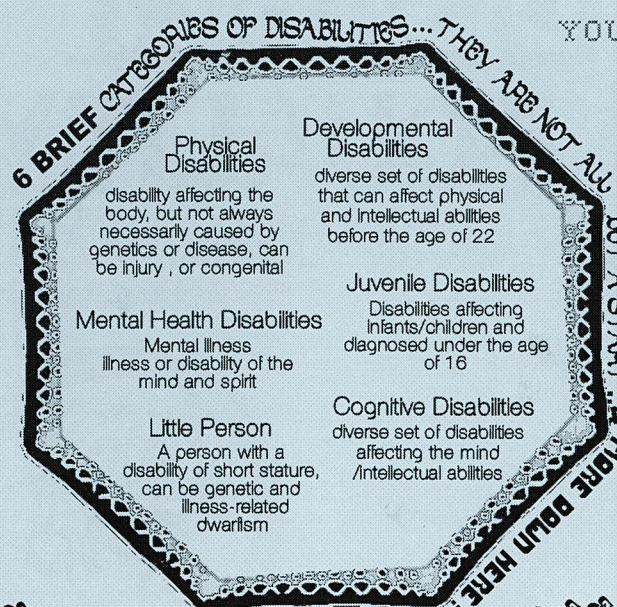 6 BRIEF CATEGORIES OF DISABILITIES... THEY ARE NOT ALL
YOU
Physical
Disabilities
disability affecting the
body, but not always
necessarily caused by
genetics or disease, can
be injury , or congenital
Mental Health Disabilities
Mental Illness
illness or disability of the
mind and spirit
Little Person
A person with a
disability of short stature,
can be genetic and
illness-related
dwarfism
Developmental
Disabilities
diverse set of disabilities
that can affect physical
and intellectual abilities
before the age of 22
Juvenile Disabilities
Disabilities affecting
infants/children and
diagnosed under the age
of 16
Cognitive Disabilities
diverse set of disabilities
affecting the mind
/intellectual abilities
MORE DOWN HERE